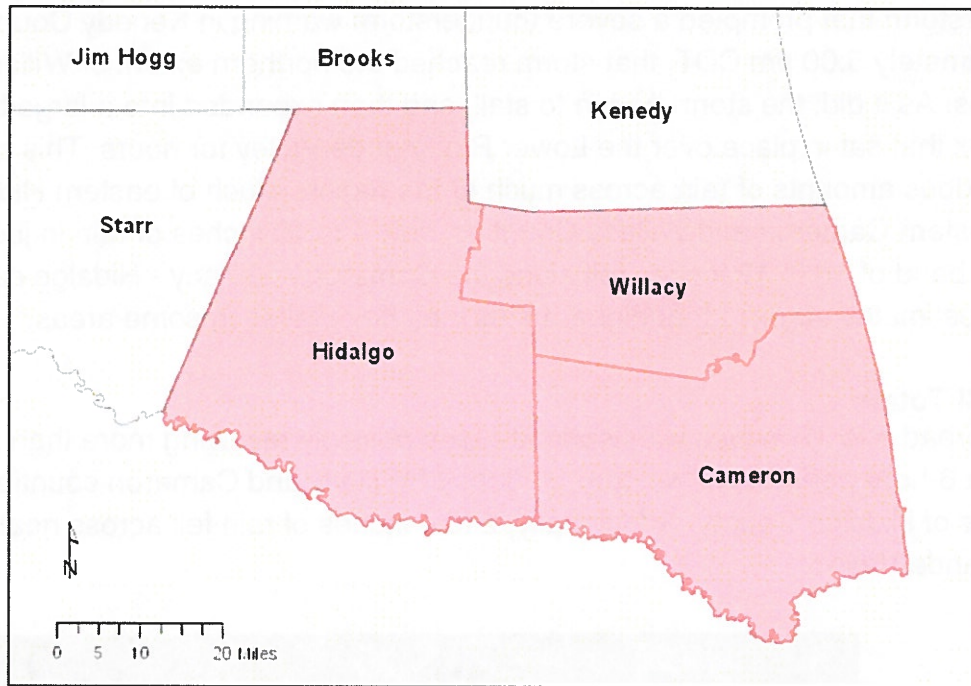 Jim Hogg
Brooks
Kenedy
Starr
Willacy
Hidalgo
Cameron
N
0 5 10 20 Miles